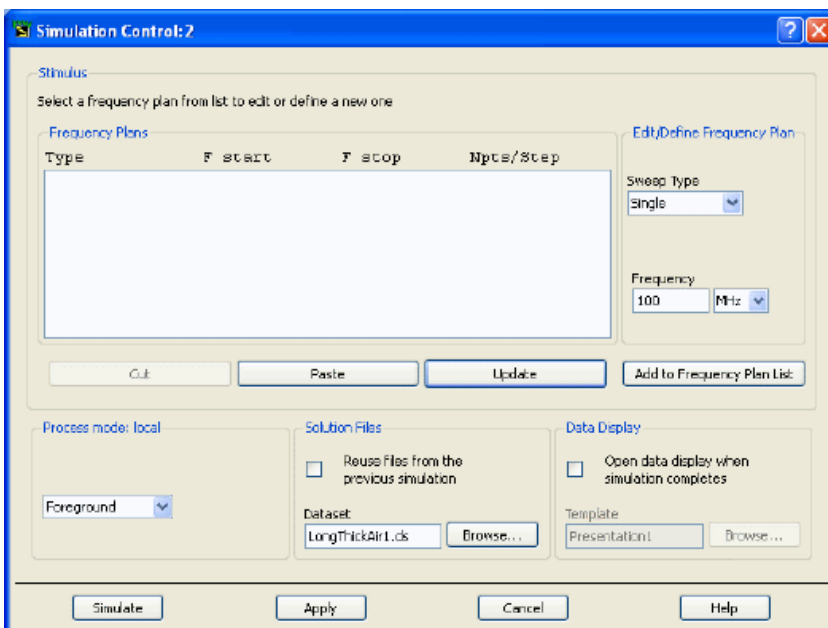 Simulation Control:2
Stimulus
Select a frequency plan from list to edit or define a new one
Frequency Plans
Type F start F stop Npts/Step
Edit/Define Frequency Plan
Sweep Type
Single
Frequency
100 MHz
Cut Paste Update Add to Frequency Plan List
Process mode: local
Foreground
Solution Files
Reuse files from the
previous simulation
Dataset
LongThickAir1.ds Browse...
Data Display
Open data display when
simulation completes
Template
Presentation1 Browse...
Simulate Apply Cancel Help